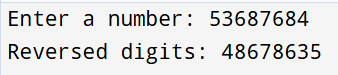 Enter a number: 53687684
Reversed digits: 48678635